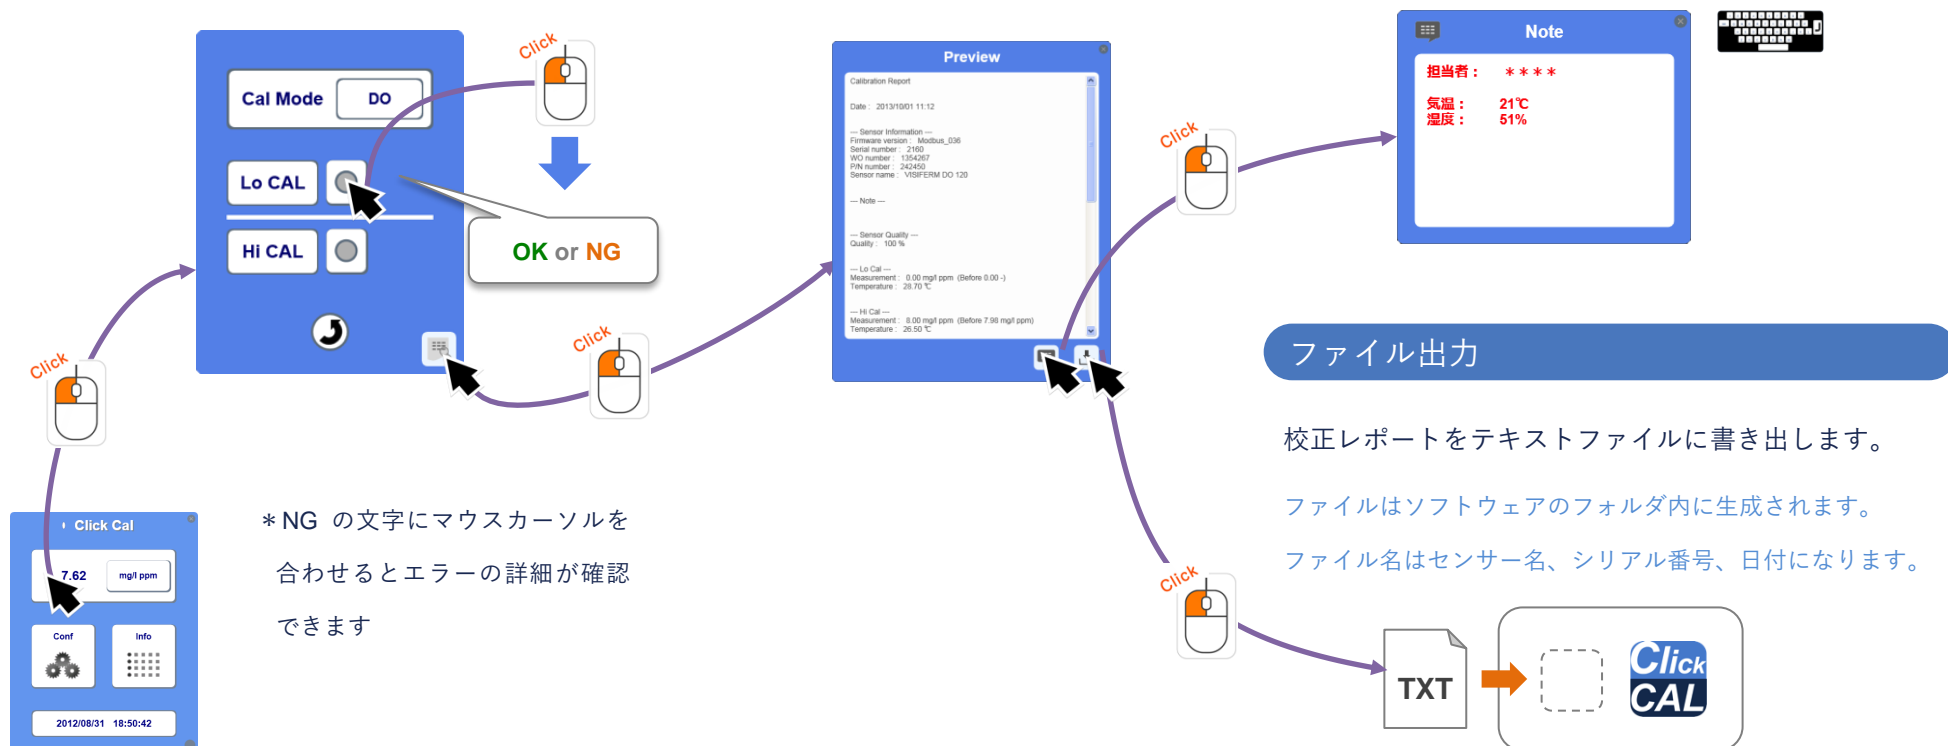 Click
Cal Mode
DO
Lo CAL
Hi CAL
OK or NG
Click
Click
Click Cal
7.62
mg/l ppm
Conf
Info
2012/08/31 18:50:42
＊NG の文字にマウスカーソルを
合わせるとエラーの詳細が確認
できます
Preview
Calibration Report
Date : 2013/10/01 11:12
--- Sensor Information ---
Firmware version : Modbus_036
Serial number : 2160
WO number : 1354267
P/N number : 242450
Sensor name : VISIFERM DO 120
--- Note ---
--- Sensor Quality ---
Quality : 100 %
--- Lo Cal ---
Measurement : 0.00 mg/l ppm (Before 0.00 -)
Temperature : 28.70 ℃
--- Hi Cal ---
Measurement : 8.00 mg/l ppm (Before 7.98 mg/l ppm)
Temperature : 26.50 ℃
Click
Note
担当者： ＊＊＊＊
気温： 21℃
湿度： 51%
ファイル出力
校正レポートをテキストファイルに書き出します。
ファイルはソフトウェアのフォルダ内に生成されます。
ファイル名はセンサー名、シリアル番号、日付になります。
Click
TXT
Click
CAL